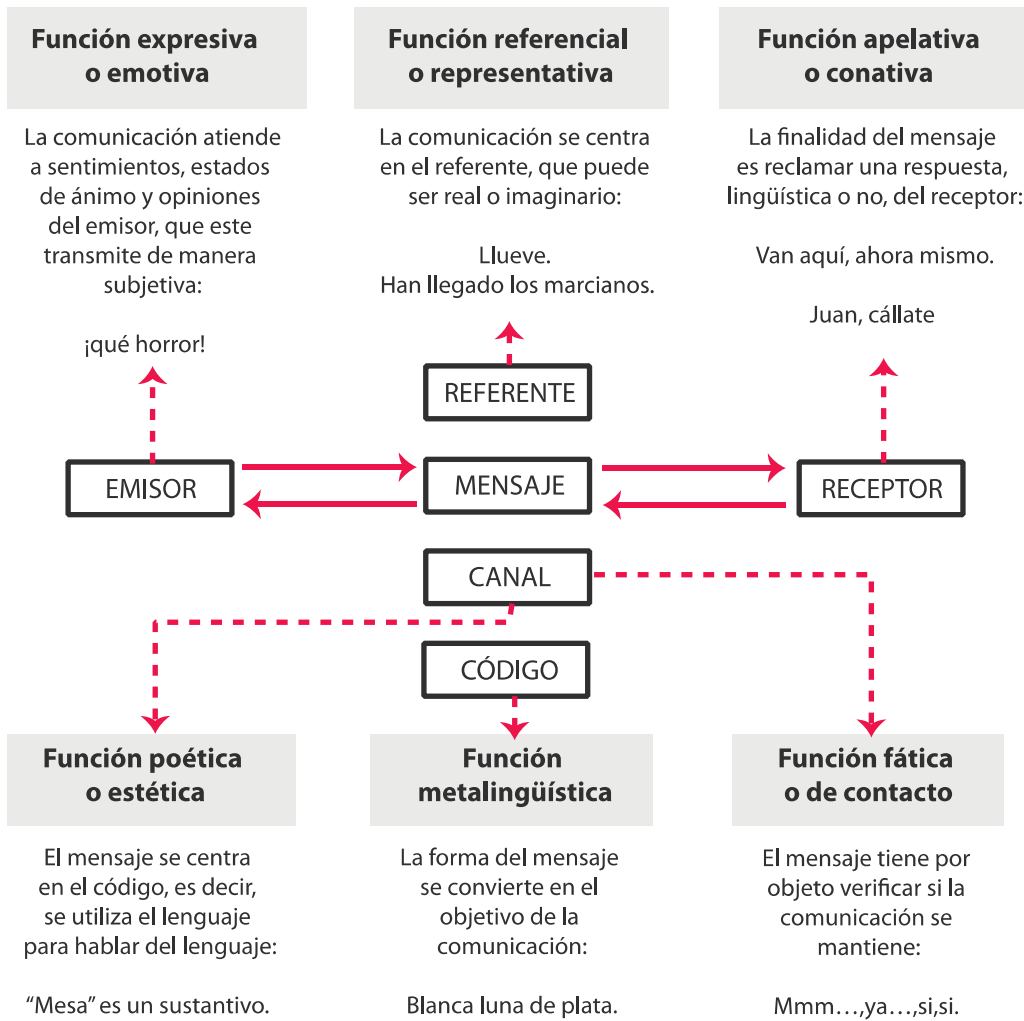 Función expresiva
o emotiva
La comunicación atiende
a sentimientos, estados
de ánimo y opiniones
del emisor, que este
transmite de manera
subjetiva:
¡qué horror!
Función referencial
o representativa
La comunicación se centra
en el referente, que puede
ser real o imaginario:
Llueve.
Han llegado los marcianos.
Función apelativa
o conativa
La finalidad del mensaje
es reclamar una respuesta,
lingüística o no, del receptor:
Van aquí, ahora mismo.
Juan, cállate
REFERENTE
EMISOR
MENSAJE
RECEPTOR
CANAL
CÓDIGO
Función poética
o estética
El mensaje se centra
en el código, es decir,
se utiliza el lenguaje
para hablar del lenguaje:
“Mesa” es un sustantivo.
Función
metalingüística
La forma del mensaje
se convierte en el
objetivo de la
comunicación:
Blanca luna de plata.
Función fática
o de contacto
El mensaje tiene por
objeto verificar si la
comunicación se
mantiene:
Mmm…,ya…,si,si.